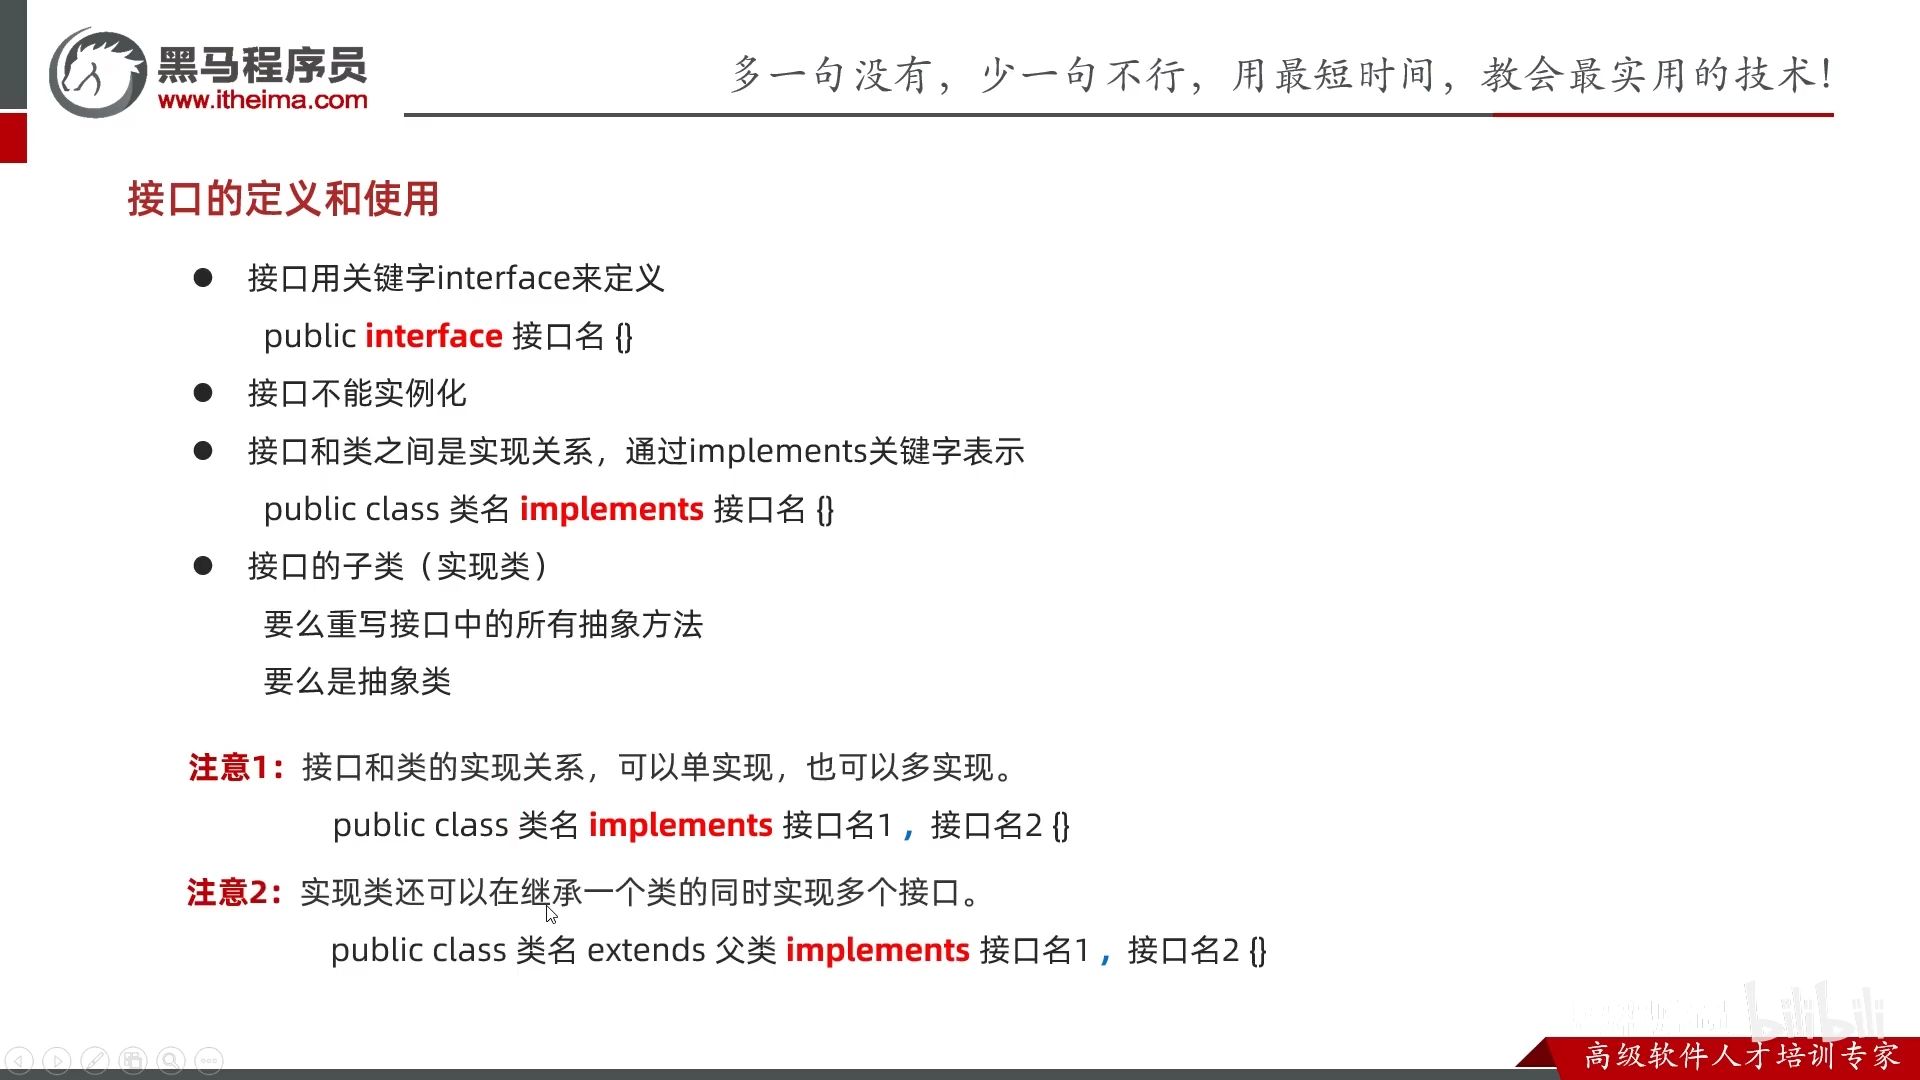 黑马程序员
www.itheima.com
多一句没有，少一句不行，用最短时间，教会最实用的技术！
接口的定义和使用
● 接口用关键字interface来定义
public interface 接口名 {}
● 接口不能实例化
● 接口和类之间是实现关系，通过implements关键字表示
public class 类名 implements 接口名 {}
● 接口的子类（实现类）
要么重写接口中的所有抽象方法
要么是抽象类
注意1：接口和类的实现关系，可以单实现，也可以多实现。
public class 类名 implements 接口名1 ，接口名2 {}
注意2：实现类还可以在继承一个类的同时实现多个接口。
public class 类名 extends 父类 implements 接口名1 ，接口名2 {}
bilibili
高级软件人才培训专家